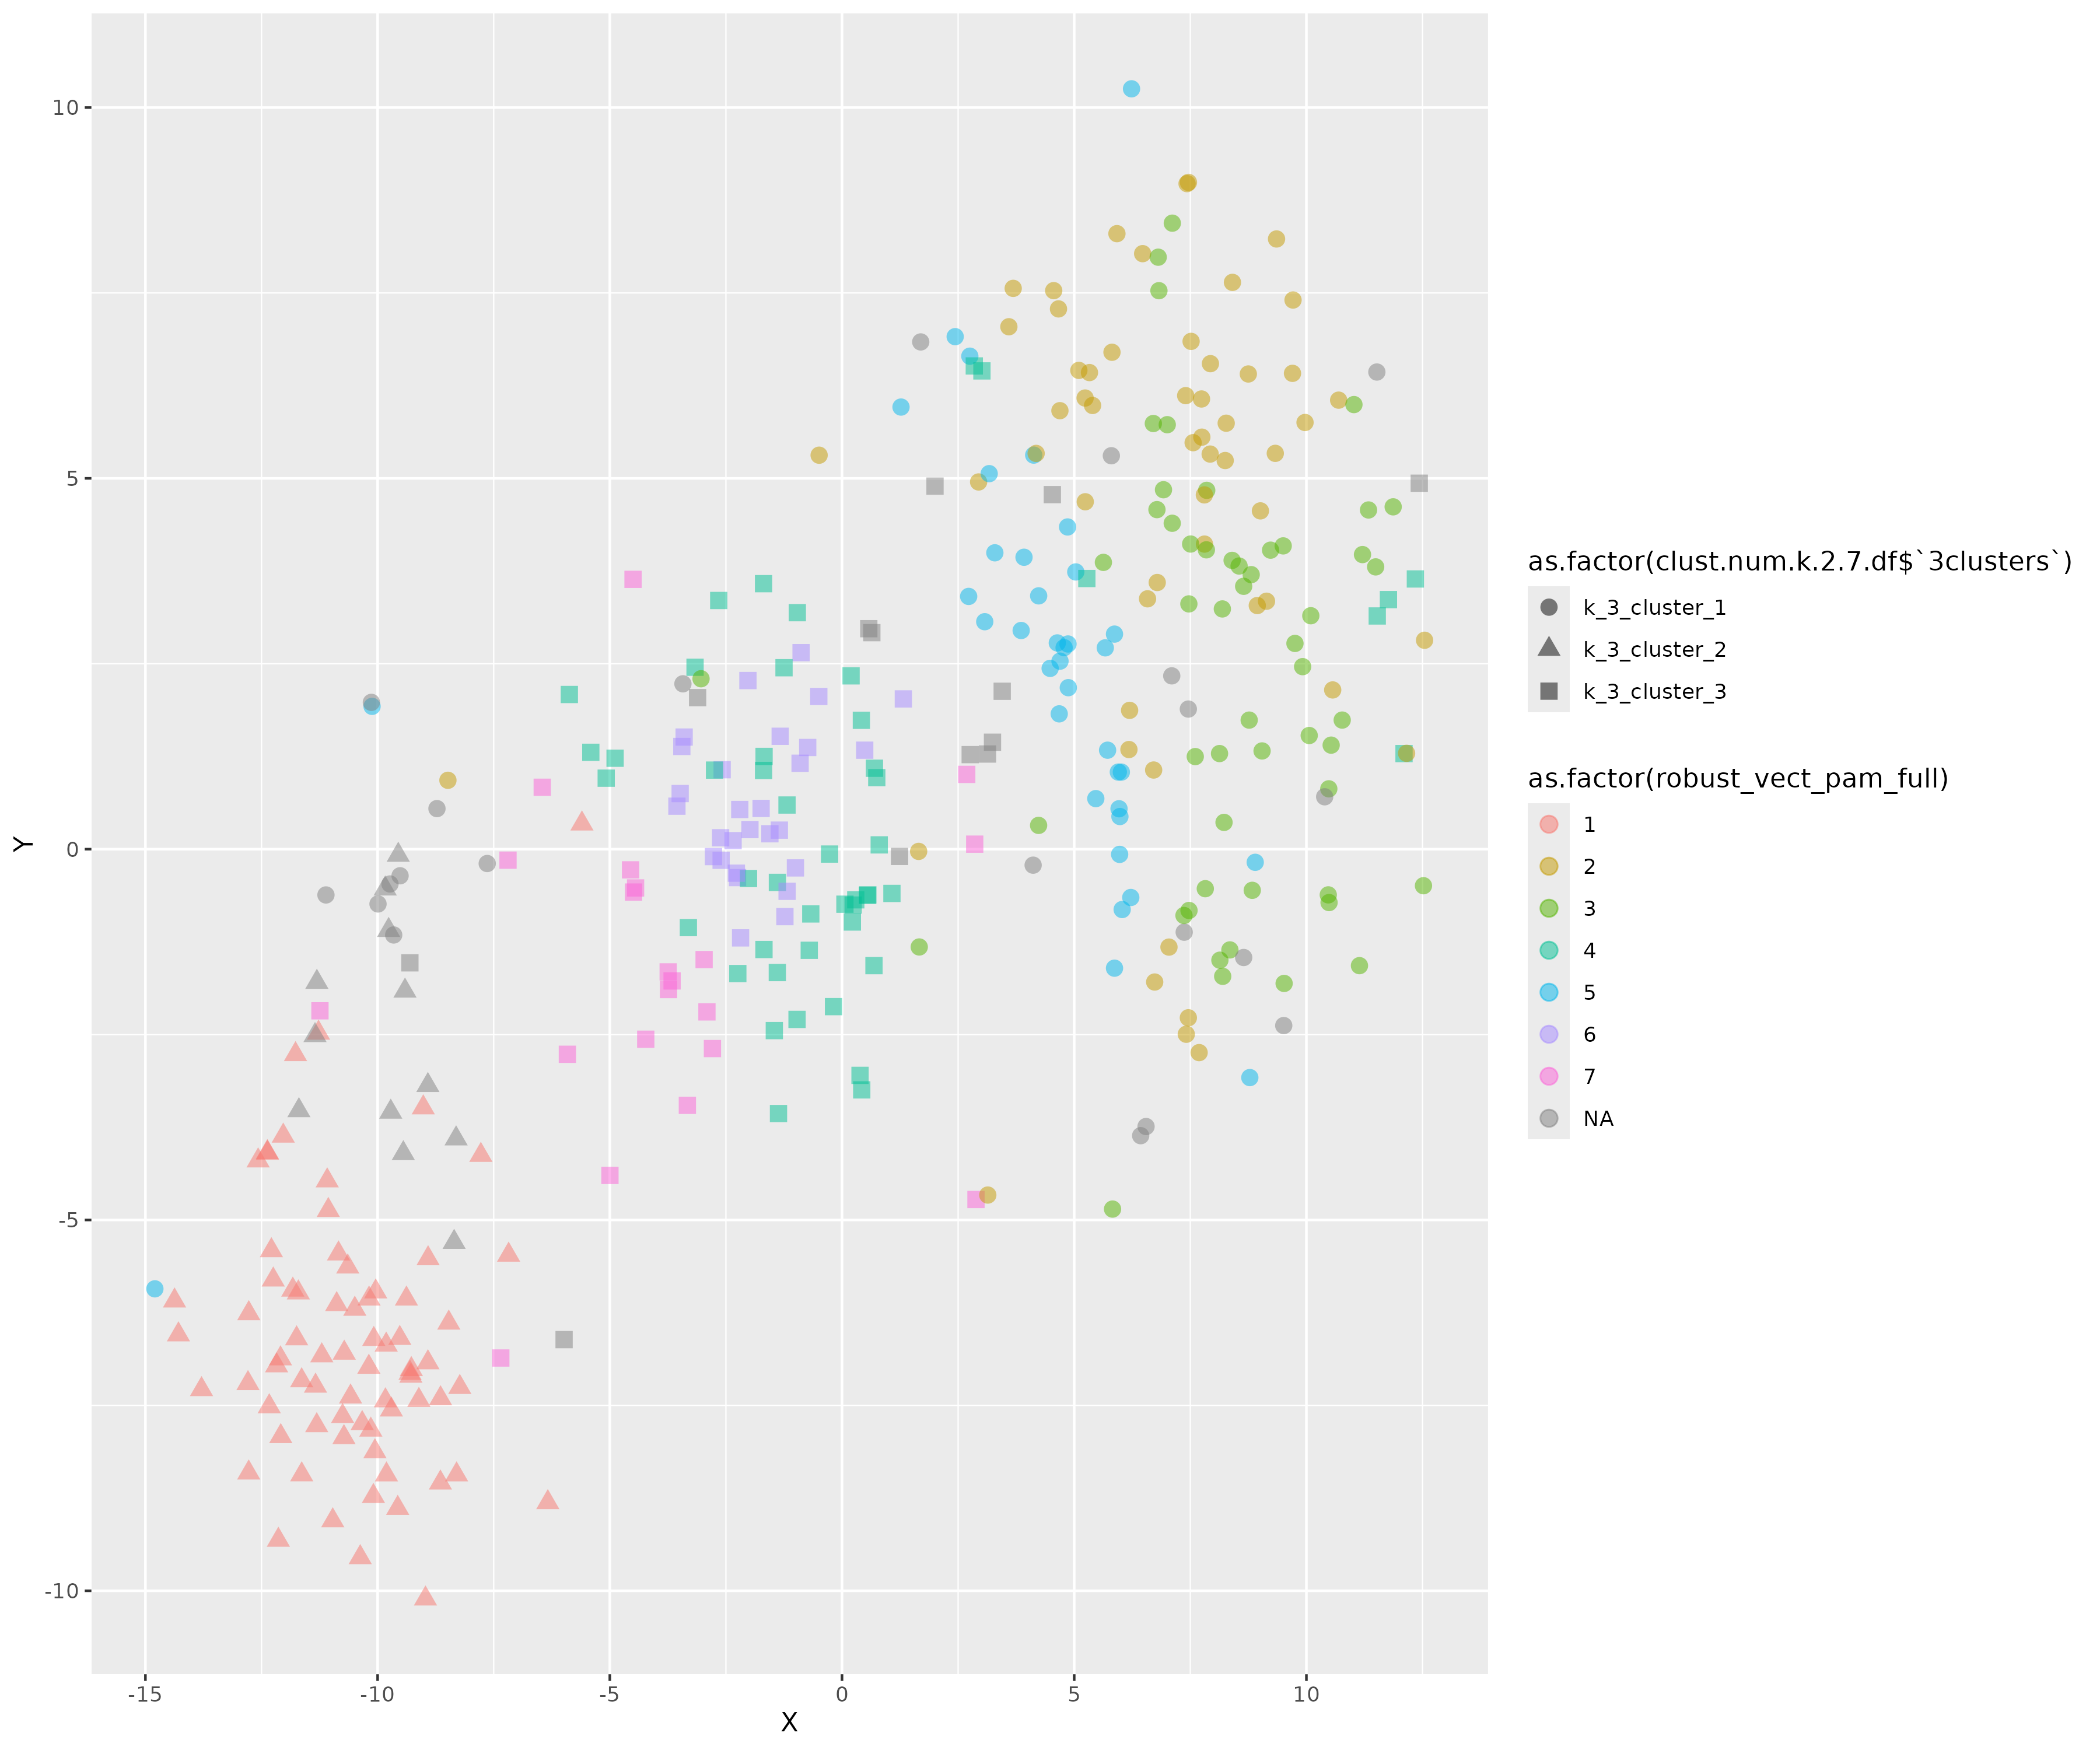 10
5
0
-5
-10
Y
-15
-10
-5
0
5
10
X
as.factor(clust.num.k.2.7.df$`3clusters`)
k_3_cluster_1
k_3_cluster_2
k_3_cluster_3
as.factor(robust_vect_pam_full)
1
2
3
4
5
6
7
NA